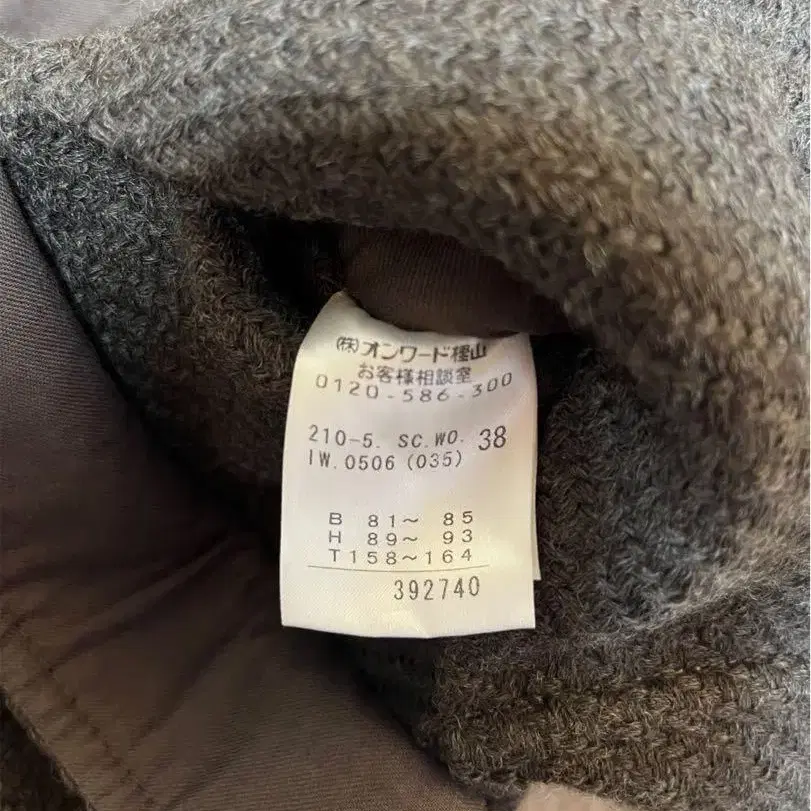 (株)オンワード樫山
お客様相談室
0120-586-300
210-5. SC.WO. 38
IW.0506 (035)
B 81～ 85
H 89～ 93
T158～164
392740